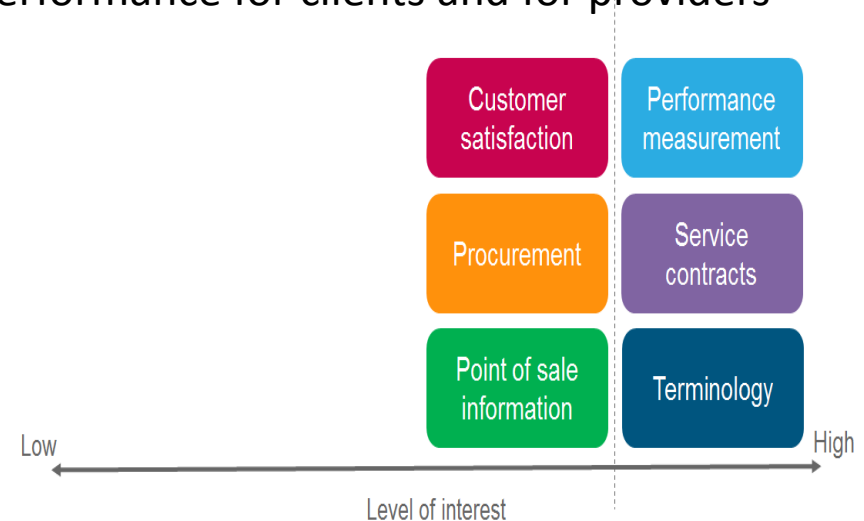 erformance for clients and for providers
Customer
satisfaction
Performance
measurement
Procurement
Service
contracts
Point of sale
information
Terminology
Low
High
Level of interest